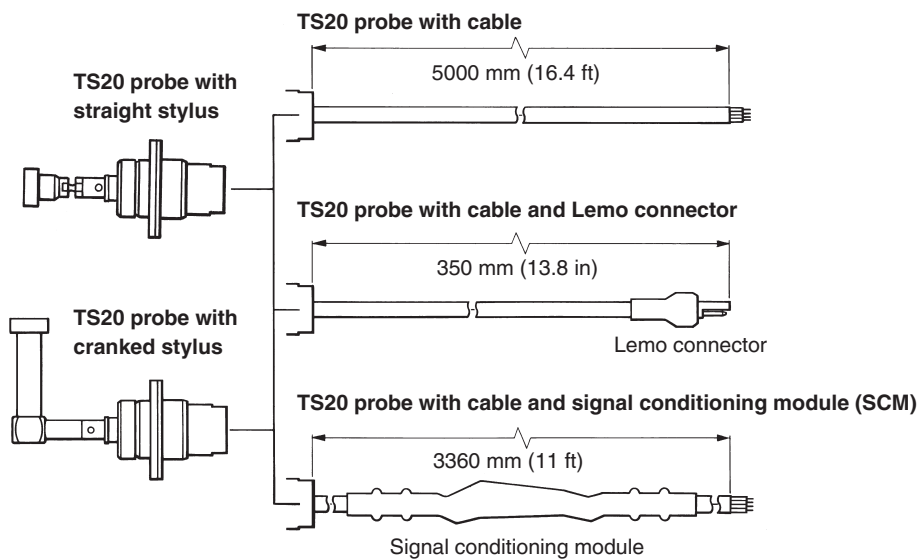 TS20 probe with cable
5000 mm (16.4 ft)
TS20 probe with
straight stylus
TS20 probe with cable and Lemo connector
350 mm (13.8 in)
Lemo connector
TS20 probe with
cranked stylus
TS20 probe with cable and signal conditioning module (SCM)
3360 mm (11 ft)
Signal conditioning module